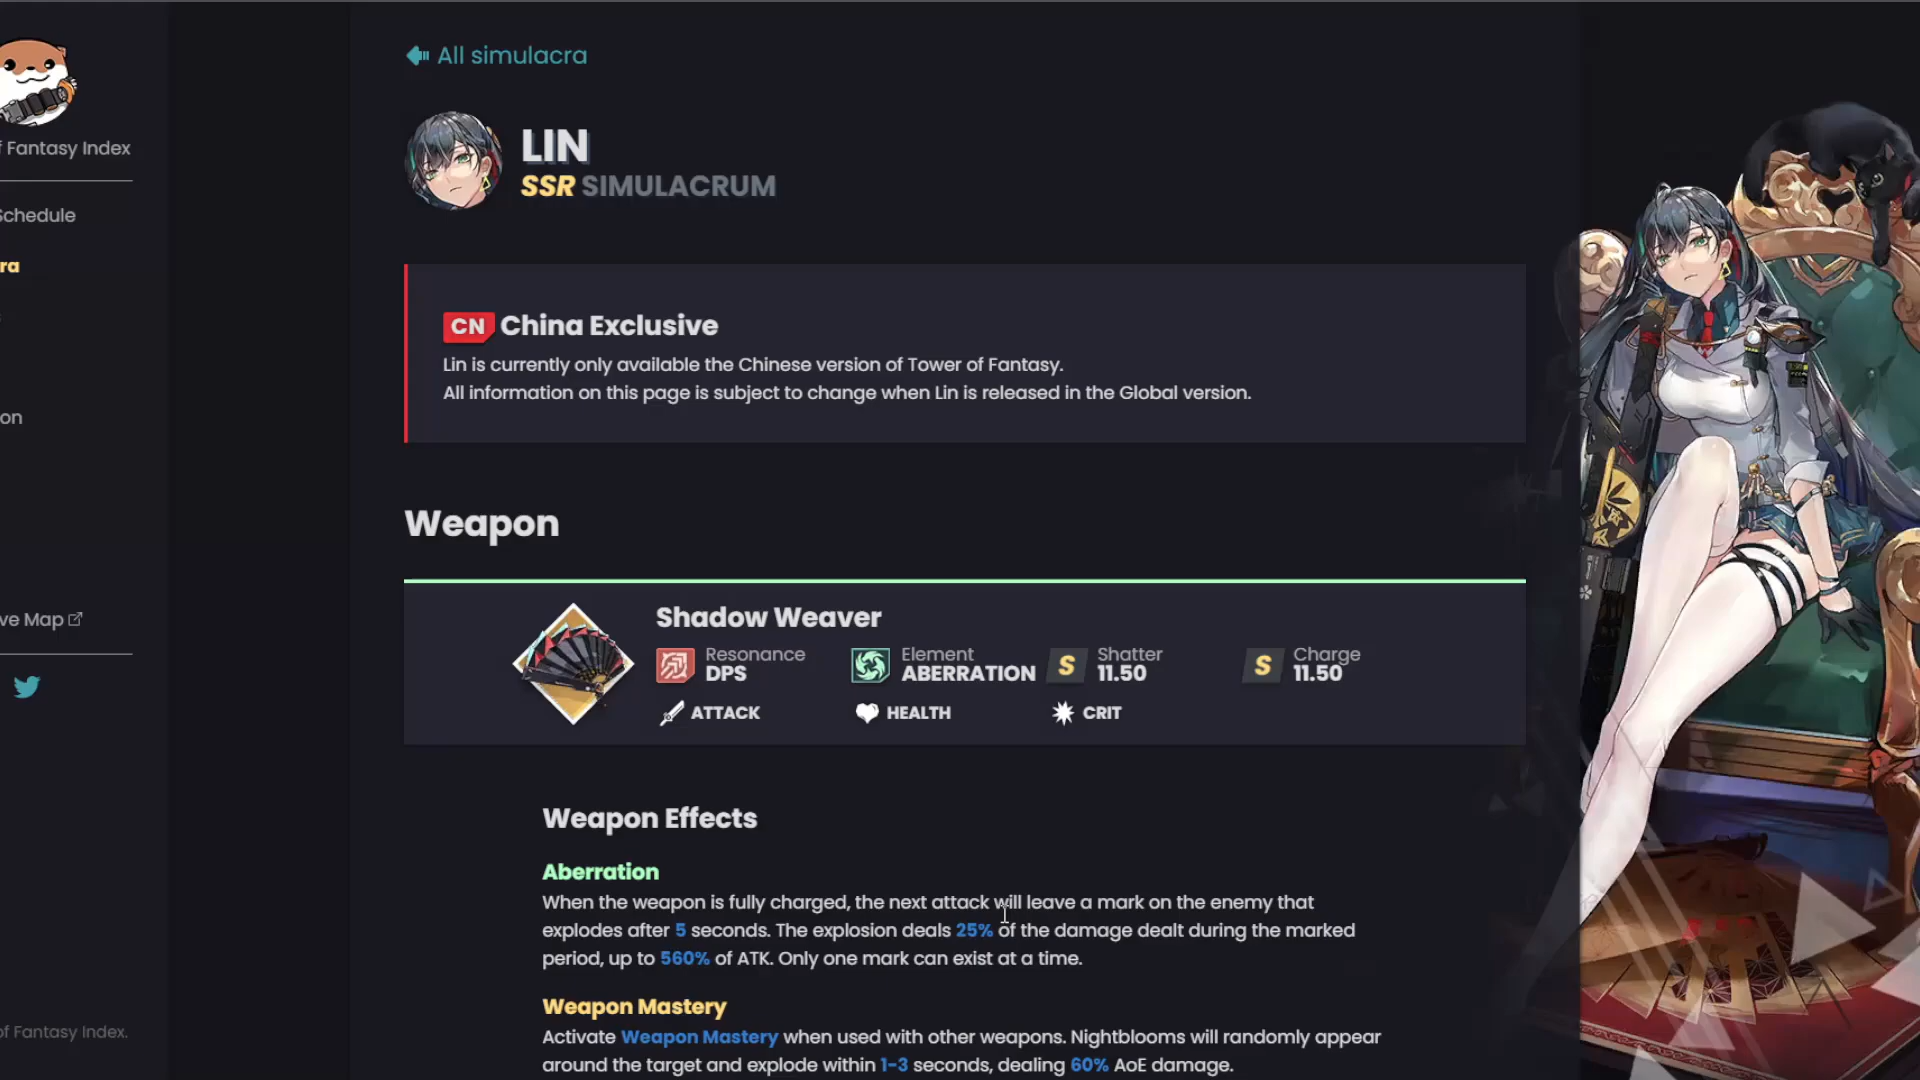 Fantasy Index
Schedule
ra
on
ve Map
of Fantasy Index.
All simulacra
LIN
SSR SIMULACRUM
CN China Exclusive
Lin is currently only available the Chinese version of Tower of Fantasy.
All information on this page is subject to change when Lin is released in the Global version.
Weapon
Shadow Weaver
Resonance
DPS
Element
ABERRATION
S
Shatter
11.50
S
Charge
11.50
ATTACK
HEALTH
CRIT
Weapon Effects
Aberration
When the weapon is fully charged, the next attack will leave a mark on the enemy that
explodes after 5 seconds. The explosion deals 25% of the damage dealt during the marked
period, up to 560% of ATK. Only one mark can exist at a time.
Weapon Mastery
Activate Weapon Mastery when used with other weapons. Nightblooms will randomly appear
around the target and explode within 1-3 seconds, dealing 60% AoE damage.